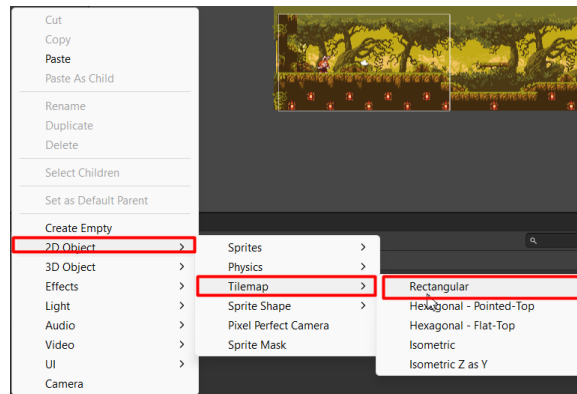 Cut
Copy
Paste
Paste As Child
Rename
Duplicate
Delete
Select Children
Set as Default Parent
Create Empty
2D Object
3D Object
Effects
Light
Audio
Video
UI
Camera
Sprites
Physics
Tilemap
Sprite Shape
Pixel Perfect Camera
Sprite Mask
Rectangular
Hexagonal - Pointed-Top
Hexagonal - Flat-Top
Isometric
Isometric Z as Y